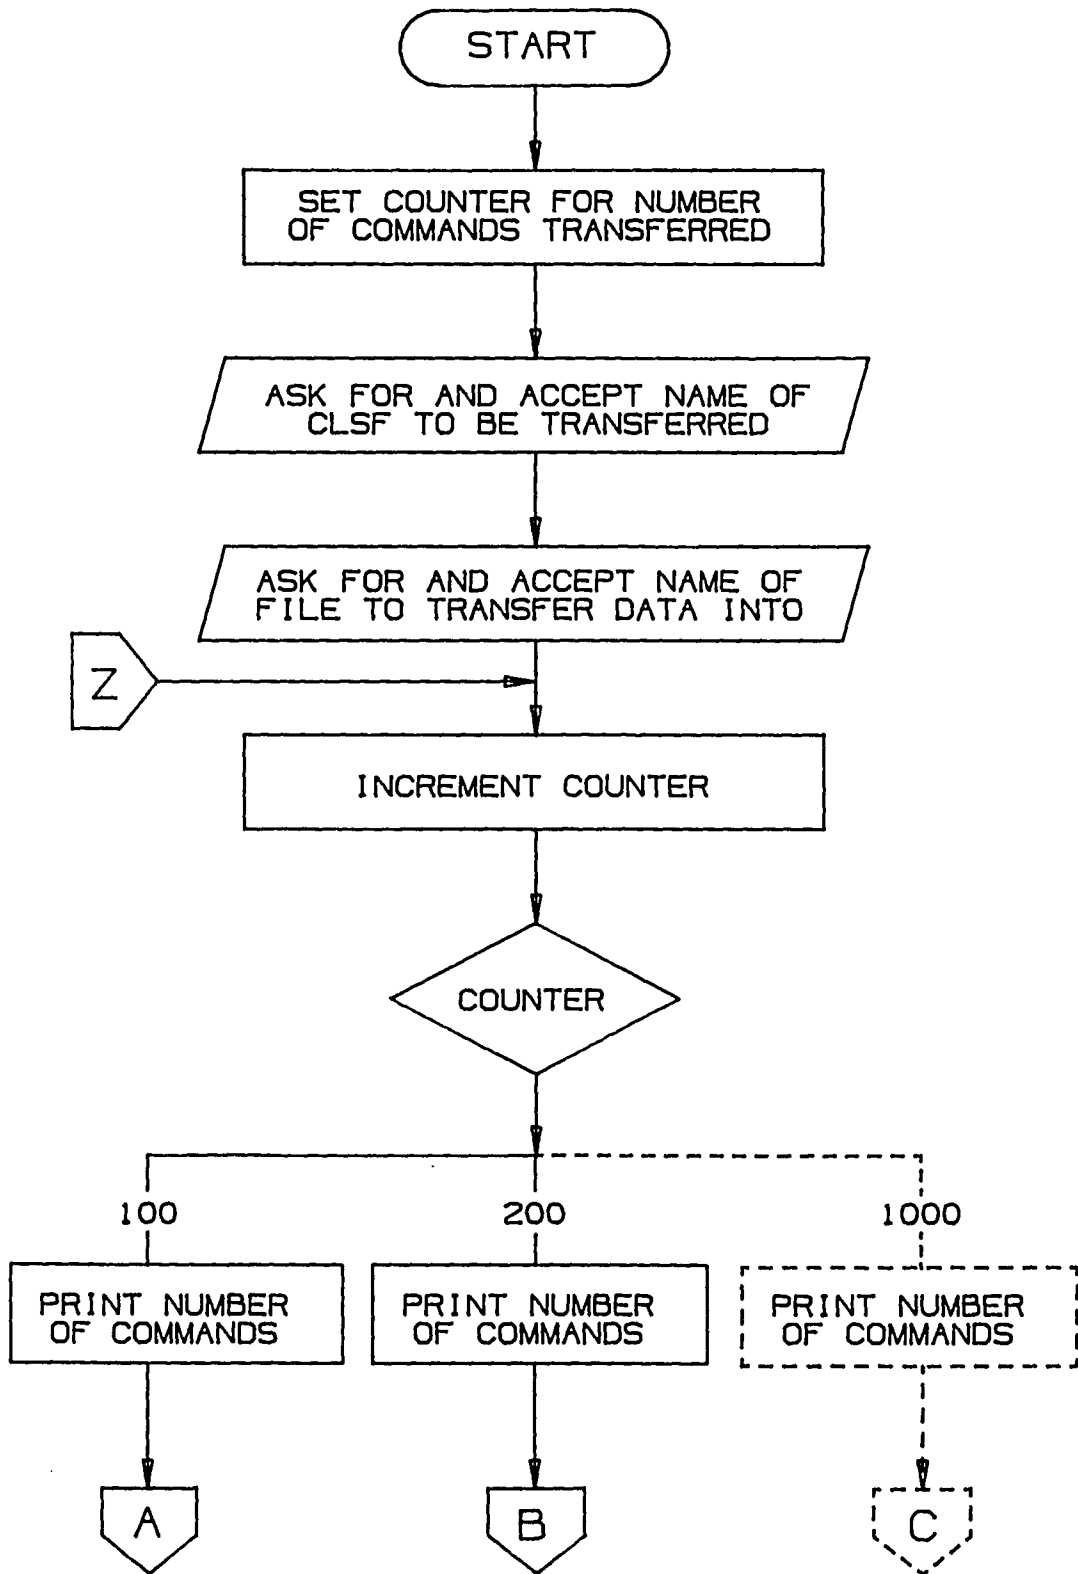 START
SET COUNTER FOR NUMBER
OF COMMANDS TRANSFERRED
ASK FOR AND ACCEPT NAME OF
CLSF TO BE TRANSFERRED
ASK FOR AND ACCEPT NAME OF
FILE TO TRANSFER DATA INTO
Z
INCREMENT COUNTER
COUNTER
100
200
1000
PRINT NUMBER
OF COMMANDS
PRINT NUMBER
OF COMMANDS
PRINT NUMBER
OF COMMANDS
A
B
C